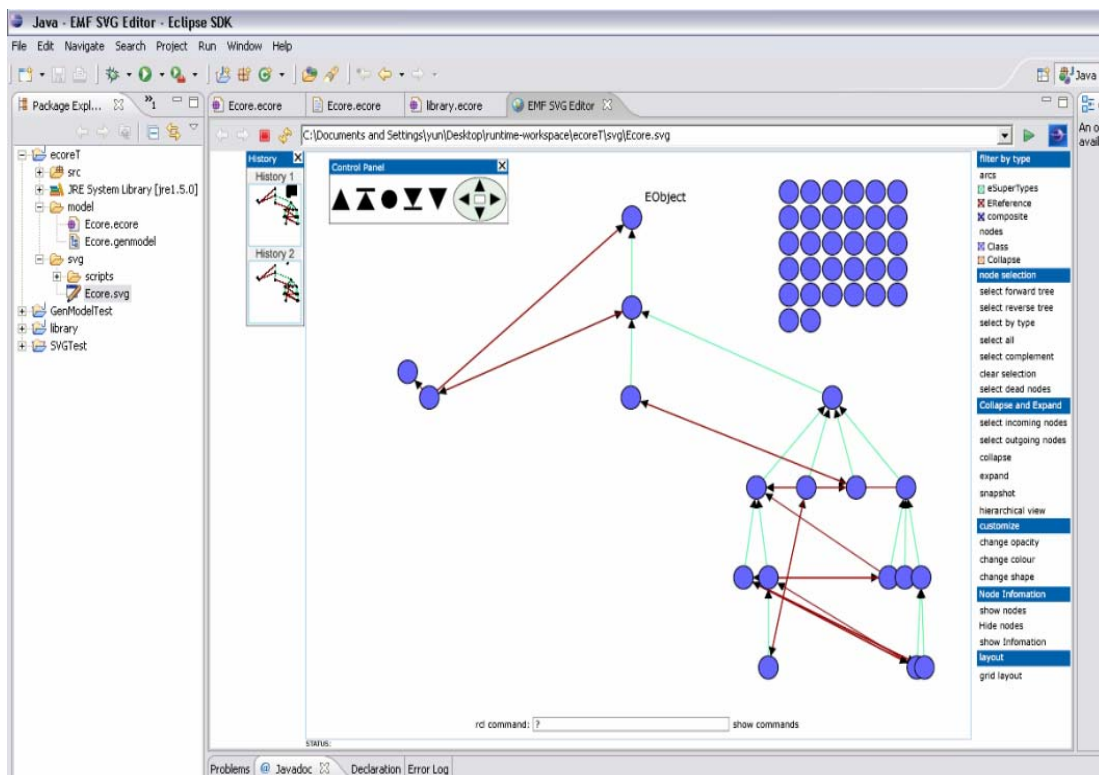 Java - EMF SVG Editor - Eclipse SDK
File Edit Navigate Search Project Run Window Help
Java
Package Expl...
»1
Ecore.ecore
Ecore.ecore
library.ecore
EMF SVG Editor
C:\Documents and Settings\yun\Desktop\runtime-workspace\ecoreT\svg\Ecore.svg
An o
avail
ecoreT
src
JRE System Library [jre1.5.0]
model
Ecore.ecore
Ecore.genmodel
svg
scripts
Ecore.svg
GenModelTest
library
SVGTest
History
History 1
History 2
Control Panel
EObject
filter by type
arcs
eSuperTypes
EReference
composite
nodes
Class
Collapse
node selection
select forward tree
select reverse tree
select by type
select all
select complement
clear selection
select dead nodes
Collapse and Expand
select incoming nodes
select outgoing nodes
collapse
expand
snapshot
hierarchical view
customize
change opacity
change colour
change shape
Node Infomation
show nodes
Hide nodes
show Infomation
layout
grid layout
rcl command: ? show commands
STATUS:
Problems @ Javadoc Declaration Error Log